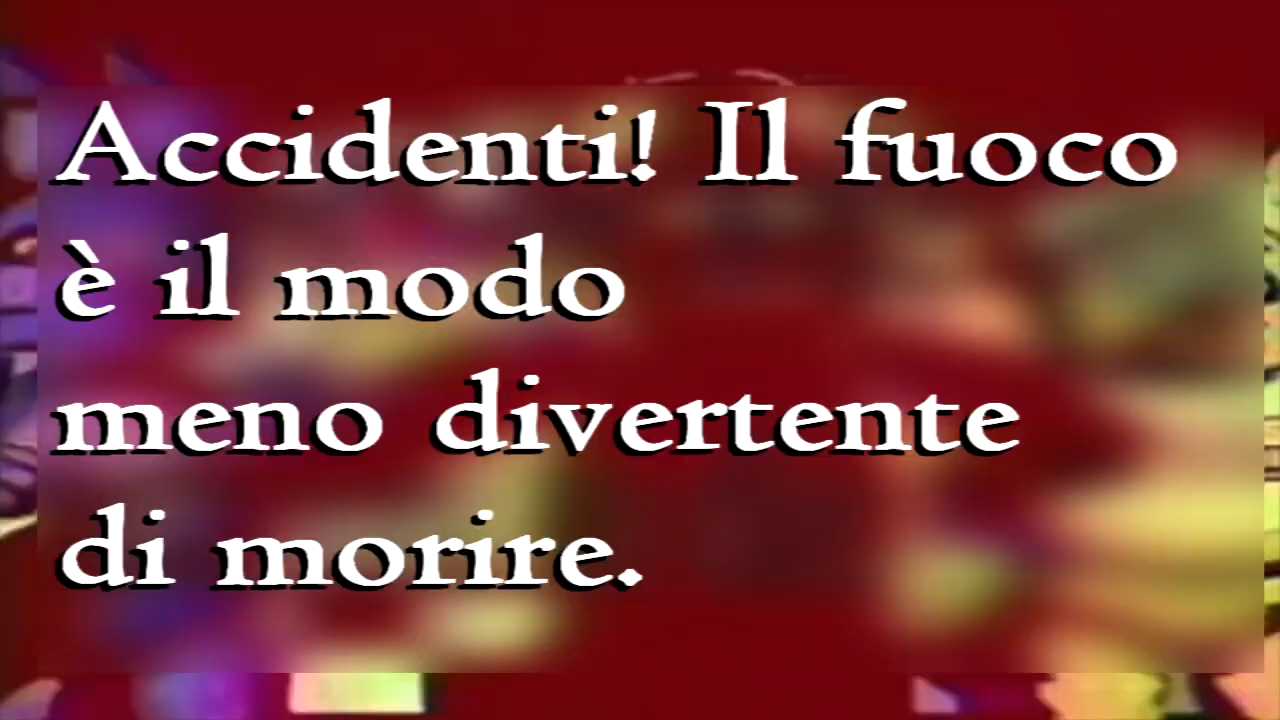 Accidenti! Il fuoco
è il modo
meno divertente
di morire.